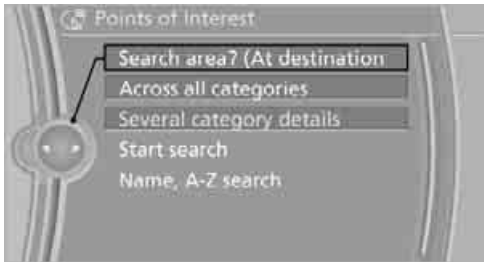 Points of Interest
Search area? (At destination
Across all categories
Several category details
Start search
Name, A-Z search